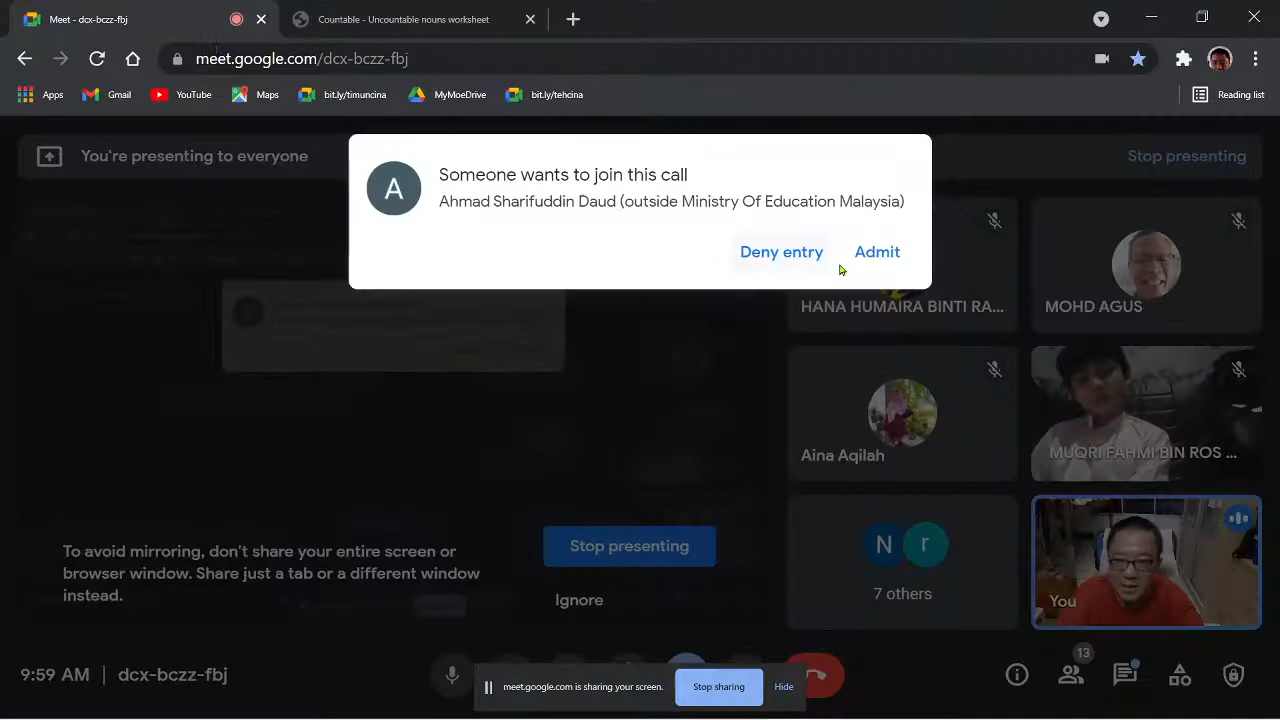 Meet - dcx-bczz-fbj
Countable - Uncountable nouns worksheet
meet.google.com/dcx-bczz-fbj
Apps
Gmail
YouTube
Maps
bit.ly/timuncina
MyMoeDrive
bit.ly/tehcina
Reading list
You're presenting to everyone
Stop presenting
A
Someone wants to join this call
Ahmad Sharifuddin Daud (outside Ministry Of Education Malaysia)
Deny entry
Admit
HANA HUMAIRA BINTI RA...
MOHD AGUS
Aina Aqilah
MUQRI FAHMI BIN ROS ...
To avoid mirroring, don't share your entire screen or
browser window. Share just a tab or a different window
instead.
Stop presenting
Ignore
N
r
7 others
You
9:59 AM
dcx-bczz-fbj
meet.google.com is sharing your screen.
Stop sharing
Hide
13